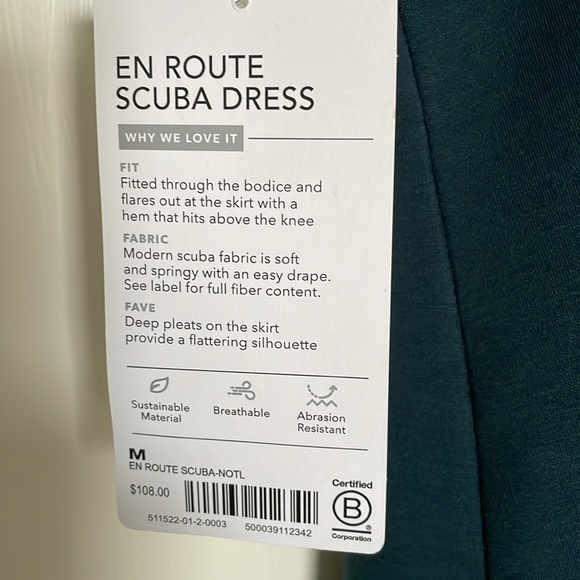 EN ROUTE
SCUBA DRESS
WHY WE LOVE IT
FIT
Fitted through the bodice and
flares out at the skirt with a
hem that hits above the knee
FABRIC
Modern scuba fabric is soft
and springy with an easy drape.
See label for full fiber content.
FAVE
Deep pleats on the skirt
provide a flattering silhouette
Sustainable
Material
Breathable
Abrasion
Resistant
M
EN ROUTE SCUBA-NOTL
$108.00
511522-01-2-0003 500039112342
Certified
B
®
Corporation